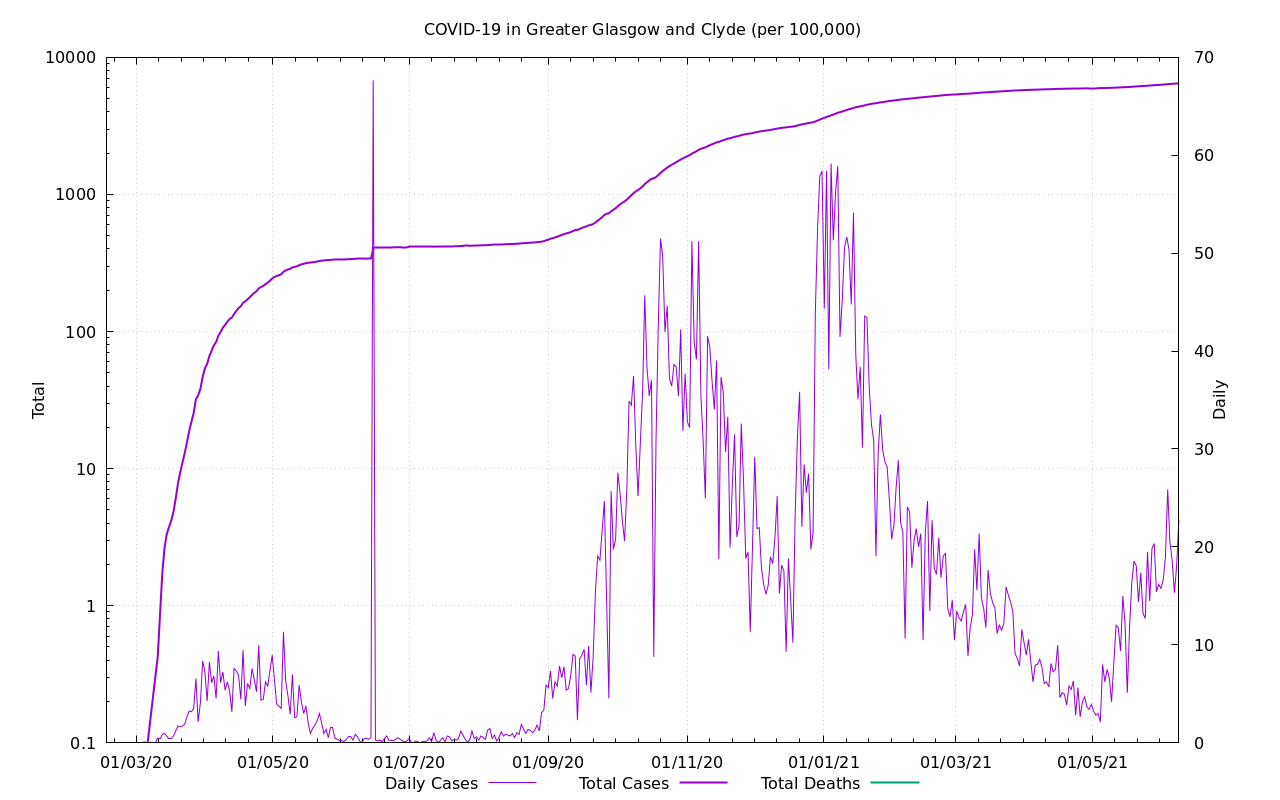 COVID-19 in Greater Glasgow and Clyde (per 100,000)
10000
1000
100
10
1
0.1
Total
70
60
50
40
30
20
10
0
Daily
01/03/20 01/05/20 01/07/20 01/09/20 01/11/20 01/01/21 01/03/21 01/05/21
Daily Cases Total Cases Total Deaths